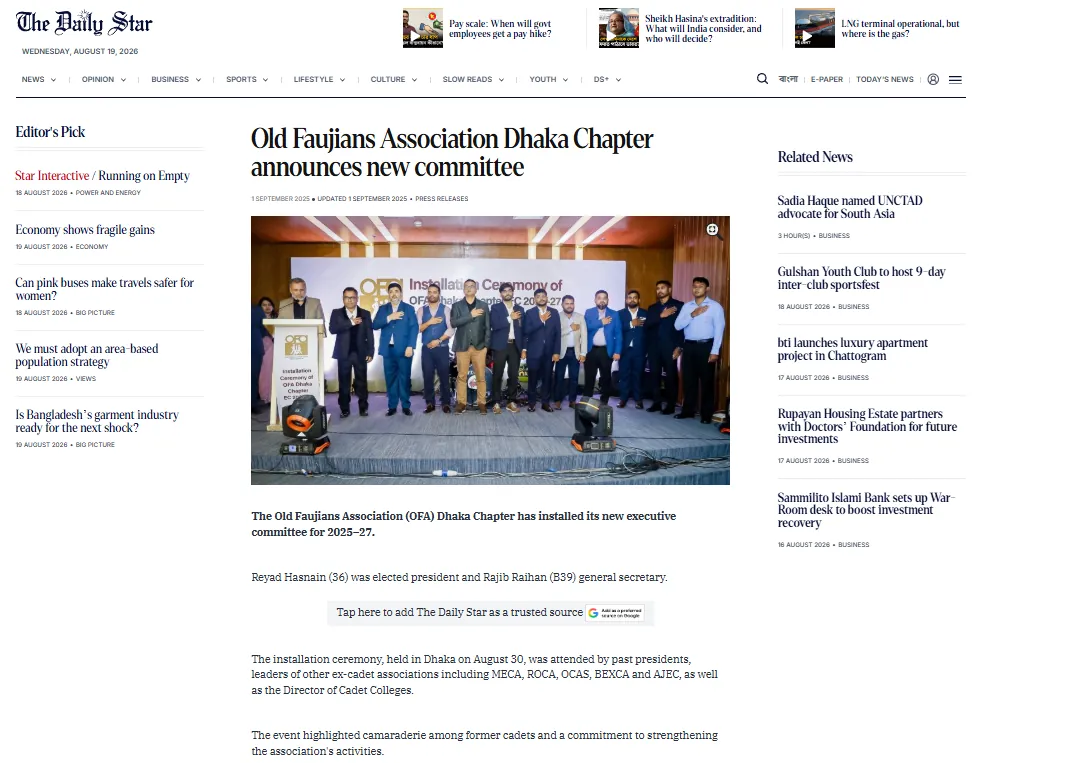 The Daily Star
WEDNESDAY, AUGUST 19, 2026
Pay scale: When will govt
employees get a pay hike?
Sheikh Hasina's extradition:
What will India consider, and
who will decide?
LNG terminal operational, but
where is the gas?
NEWS
OPINION
BUSINESS
SPORTS
LIFESTYLE
CULTURE
SLOW READS
YOUTH
DS+
বাংলা
E-PAPER
TODAY'S NEWS
Editor's Pick
Star Interactive / Running on Empty
18 AUGUST 2026 • POWER AND ENERGY
Economy shows fragile gains
19 AUGUST 2026 • ECONOMY
Can pink buses make travels safer for
women?
18 AUGUST 2026 • BIG PICTURE
We must adopt an area-based
population strategy
19 AUGUST 2026 • VIEWS
Is Bangladesh's garment industry
ready for the next shock?
19 AUGUST 2026 • BIG PICTURE
Old Faujians Association Dhaka Chapter
announces new committee
1 SEPTEMBER 2025 ● UPDATED 1 SEPTEMBER 2025 • PRESS RELEASES
Installation Ceremony of
Installation
Ceremony of
OFA Dhaka
Chapter
The Old Faujians Association (OFA) Dhaka Chapter has installed its new executive
committee for 2025–27.
Reyad Hasnain (36) was elected president and Rajib Raihan (B39) general secretary.
Tap here to add The Daily Star as a trusted source
Add as a preferred
source on Google
The installation ceremony, held in Dhaka on August 30, was attended by past presidents,
leaders of other ex-cadet associations including MECA, ROCA, OCAS, BEXCA and AJEC, as well
as the Director of Cadet Colleges.
The event highlighted camaraderie among former cadets and a commitment to strengthening
the association's activities.
Related News
Sadia Haque named UNCTAD
advocate for South Asia
3 HOUR(S) • BUSINESS
Gulshan Youth Club to host 9-day
inter-club sportsfest
18 AUGUST 2026 • BUSINESS
bti launches luxury apartment
project in Chattogram
17 AUGUST 2026 • BUSINESS
Rupayan Housing Estate partners
with Doctors' Foundation for future
investments
17 AUGUST 2026 • BUSINESS
Sammilito Islami Bank sets up War-
Room desk to boost investment
recovery
16 AUGUST 2026 • BUSINESS